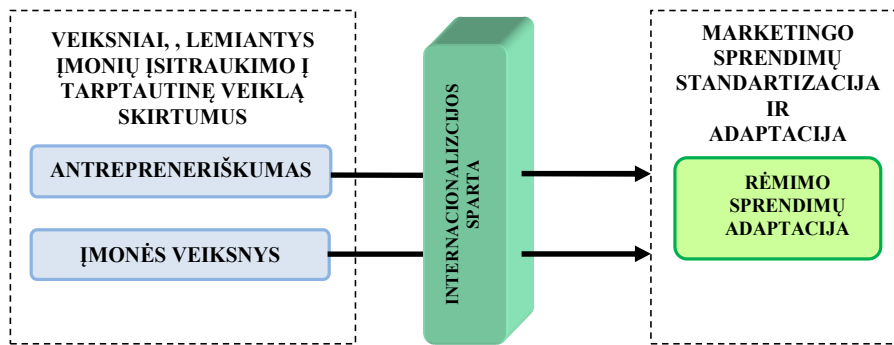 VEIKSNIAI, , LEMIANTYS
ĮMONIŲ ĮSITRAUKIMO Į
TARPTAUTINĘ VEIKLĄ
SKIRTUMUS
ANTREPRENERIŠKUMAS
ĮMONĖS VEIKSNYS
INTERNACIONALIZCIJOS
SPARTA
MARKETINGO
SPRENDIMŲ
STANDARTIZACIJA
IR
ADAPTACIJA
RĖMIMO
SPRENDIMŲ
ADAPTACIJA